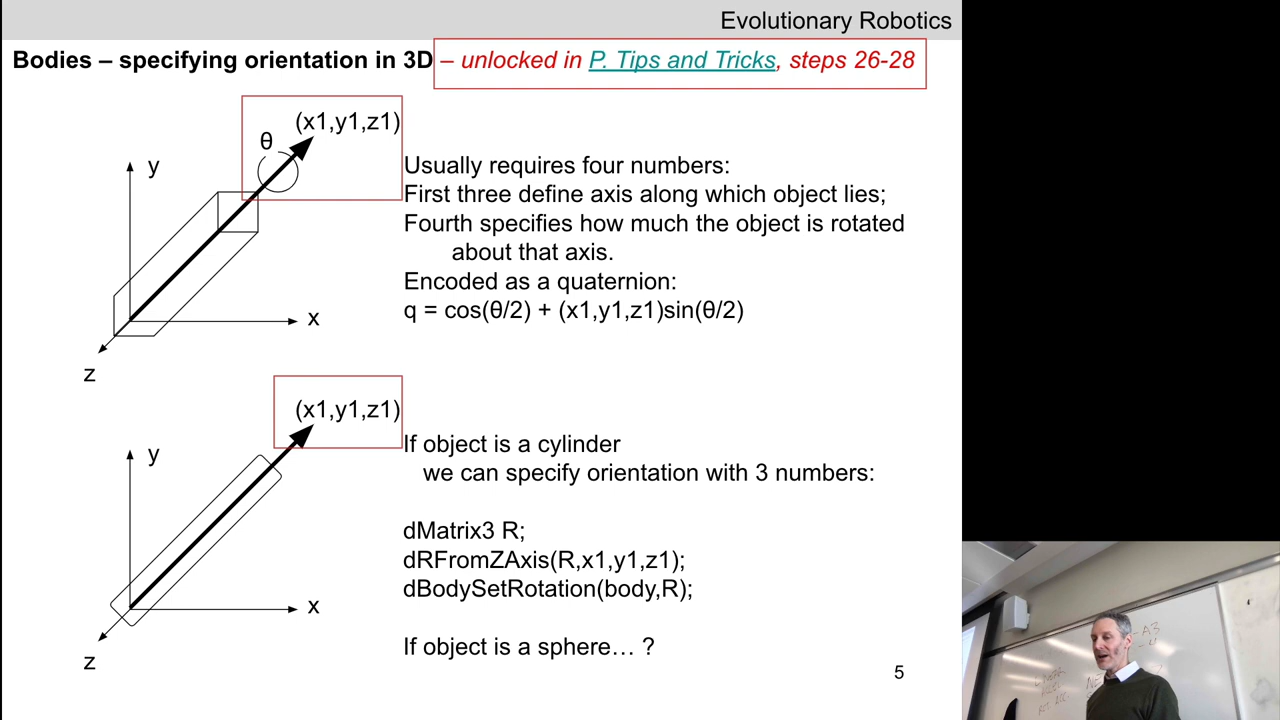 Evolutionary Robotics
Bodies – specifying orientation in 3D – unlocked in P. Tips and Tricks, steps 26-28
(x1,y1,z1)
θ
y
x
z
Usually requires four numbers:
First three define axis along which object lies;
Fourth specifies how much the object is rotated
about that axis.
Encoded as a quaternion:
q = cos(θ/2) + (x1,y1,z1)sin(θ/2)
(x1,y1,z1)
y
x
z
If object is a cylinder
we can specify orientation with 3 numbers:
dMatrix3 R;
dRFromZAxis(R,x1,y1,z1);
dBodySetRotation(body,R);
If object is a sphere… ?
5